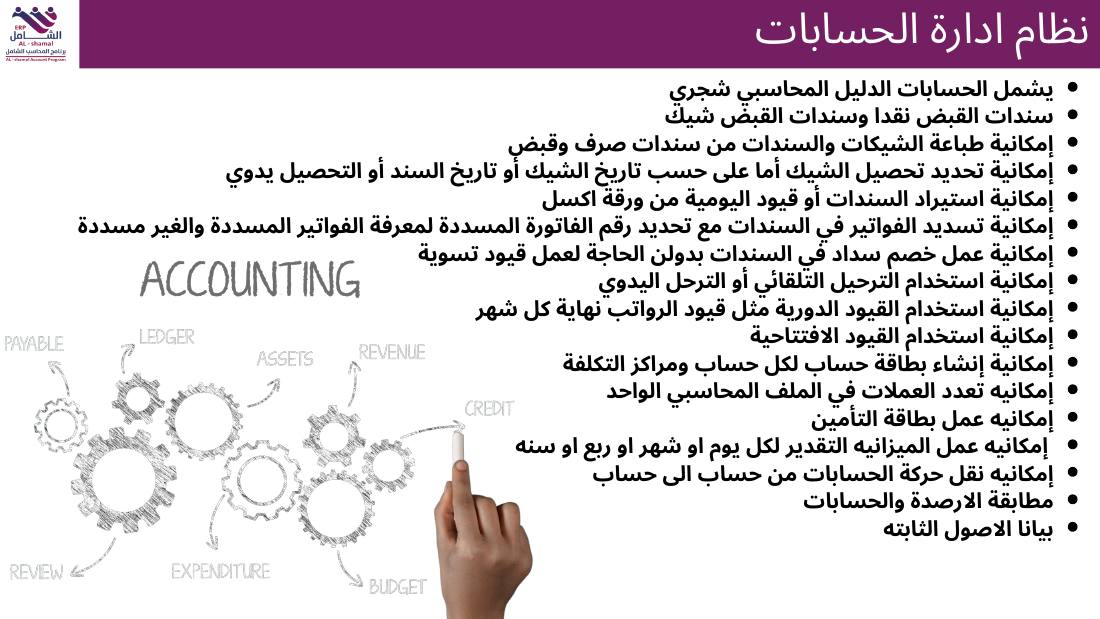 نظام ادارة الحسابات
ERP
الشـــامل
AL - shamal
برنامج المحاسب الشامل
AL - shamel Account Program
• يشمل الحسابات الدليل المحاسبي شجري
• سندات القبض نقدا وسندات القبض شيك
• إمكانية طباعة الشيكات والسندات من سندات صرف وقبض
• إمكانية تحديد تحصيل الشيك أما على حسب تاريخ الشيك أو تاريخ السند أو التحصيل يدوي
• إمكانية استيراد السندات أو قيود اليومية من ورقة اكسل
• إمكانية تسديد الفواتير في السندات مع تحديد رقم الفاتورة المسددة لمعرفة الفواتير المسددة والغير مسددة
• إمكانية عمل خصم سداد في السندات بدولن الحاجة لعمل قيود تسوية
• إمكانية استخدام الترحيل التلقائي أو الترحل اليدوي
• إمكانية استخدام القيود الدورية مثل قيود الرواتب نهاية كل شهر
• إمكانية استخدام القيود الافتتاحية
• إمكانية إنشاء بطاقة حساب لكل حساب ومراكز التكلفة
• إمكانيه تعدد العملات في الملف المحاسبي الواحد
• إمكانيه عمل بطاقة التأمين
• إمكانيه عمل الميزانيه التقدير لكل يوم او شهر او ربع او سنه
• إمكانيه نقل حركة الحسابات من حساب الى حساب
• مطابقة الارصدة والحسابات
• بيانا الاصول الثابته
ACCOUNTING
PAYABLE
LEDGER
ASSETS
REVENUE
CREDIT
REVIEW
EXPENDITURE
BUDGET